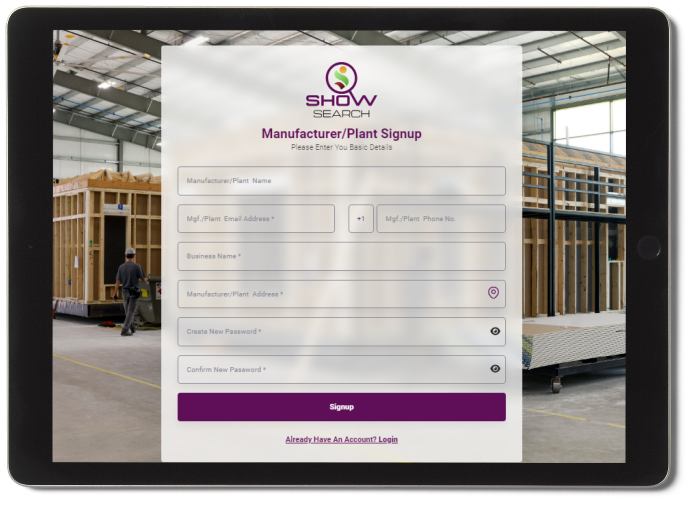 SHOW
SEARCH
Manufacturer/Plant Signup
Please Enter You Basic Details
Manufacturer/Plant Name
Mgf./Plant Email Address *
+1
Mgf./Plant Phone No.
Business Name *
Manufacturer/Plant Address *
Create New Password *
Confirm New Password *
Signup
Already Have An Account? Login